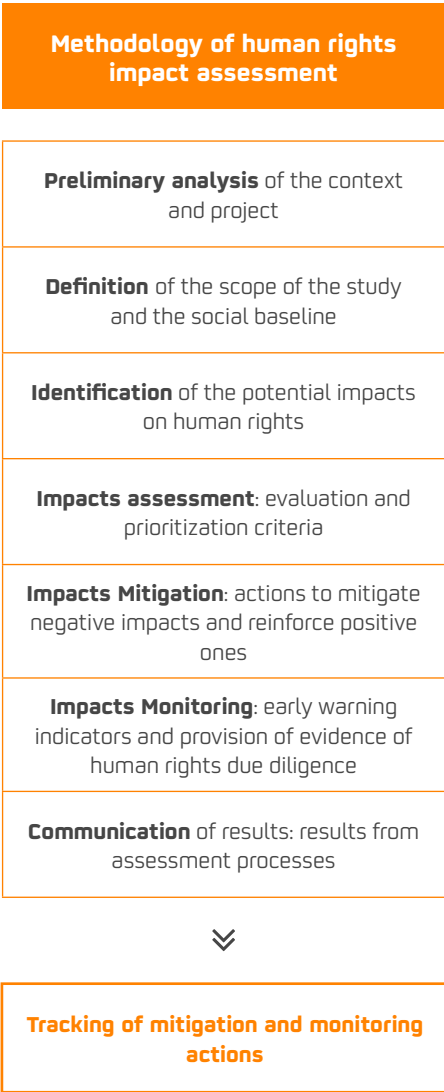 Methodology of human rights
impact assessment
Preliminary analysis of the context
and project
Definition of the scope of the study
and the social baseline
Identification of the potential impacts
on human rights
Impacts assessment: evaluation and
prioritization criteria
Impacts Mitigation: actions to mitigate
negative impacts and reinforce positive
ones
Impacts Monitoring: early warning
indicators and provision of evidence of
human rights due diligence
Communication of results: results from
assessment processes
Tracking of mitigation and monitoring
actions